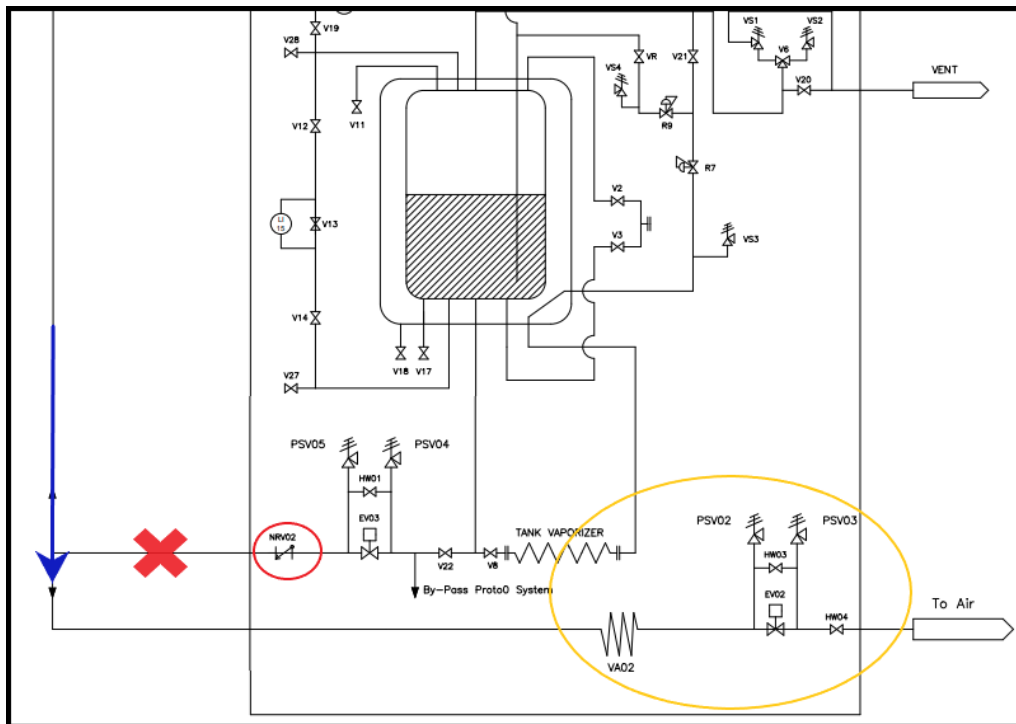 V19
VS1
VS2
V28
VR
V21
V6
VS4
V20
VENT
V11
R9
V12
R7
V2
LI
15
V13
V3
VS3
V14
V18
V17
V27
PSV05
PSV04
HW01
PSV02
PSV03
EV03
TANK VAPORIZER
NRV02
HW03
V22
V8
By-Pass Proto0 System
EV02
To Air
HW04
VA02